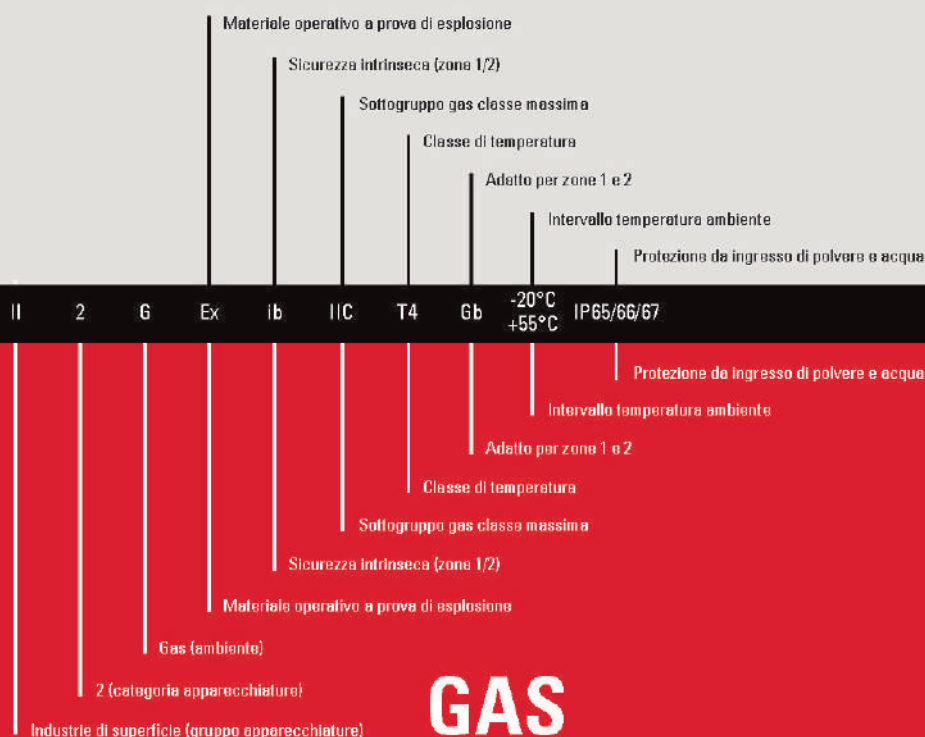 Materiale operativo a prova di esplosione
Sicurezza intrinseca (zona 1/2)
Sottogruppo gas classe massima
Classe di temperatura
Adatto per zone 1 e 2
Intervallo temperatura ambiente
Protezione da ingresso di polvere e acqua
II 2 G Ex ib IIC T4 Gb -20°C +55°C IP65/66/67
Protezione da ingresso di polvere e acqua
Intervallo temperatura ambiente
Adatto per zone 1 e 2
Classe di temperatura
Sottogruppo gas classe massima
Sicurezza intrinseca (zona 1/2)
Materiale operativo a prova di esplosione
Gas (ambiente)
2 (categoria apparecchiature)
Industrie di superficie (gruppo apparecchiature)
GAS